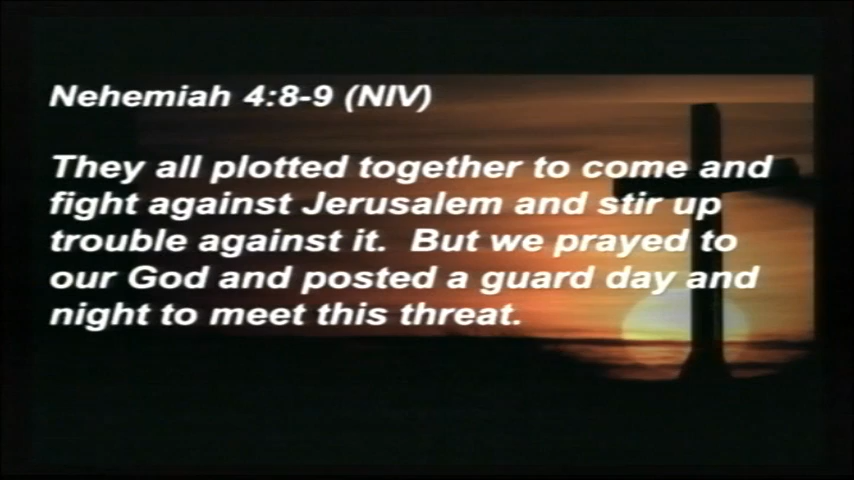 Nehemiah 4:8-9 (NIV)
They all plotted together to come and
fight against Jerusalem and stir up
trouble against it.  But we prayed to
our God and posted a guard day and
night to meet this threat.